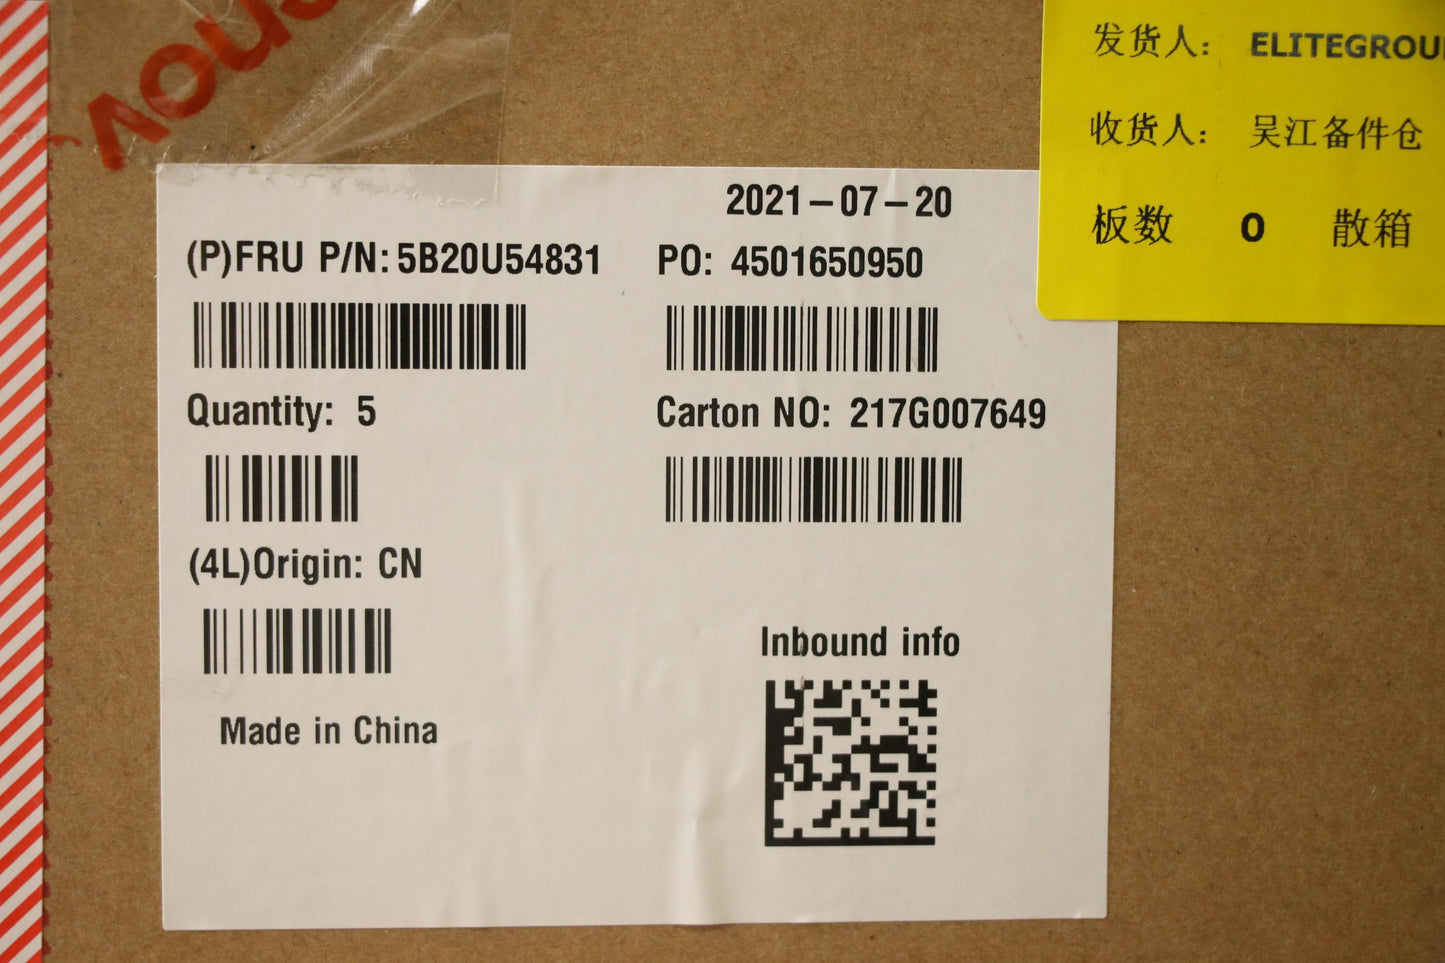 发货人: ELITEGROU
收货人: 吴江备件仓
板数 0 散箱
2021-07-20
(P)FRU P/N: 5B20U54831 PO: 4501650950
Quantity: 5 Carton NO: 217G007649
(4L)Origin: CN
Inbound info
Made in China